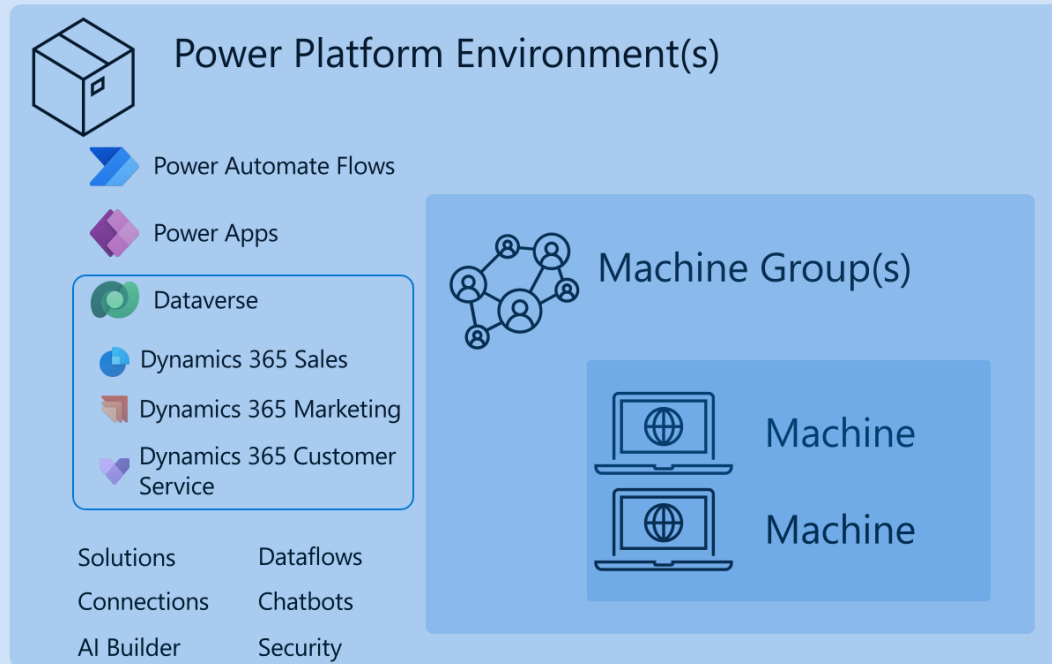 Power Platform Environment(s)
Power Automate Flows
Power Apps
Dataverse
Dynamics 365 Sales
Dynamics 365 Marketing
Dynamics 365 Customer
Service
Solutions
Dataflows
Connections
Chatbots
AI Builder
Security
Machine Group(s)
Machine
Machine